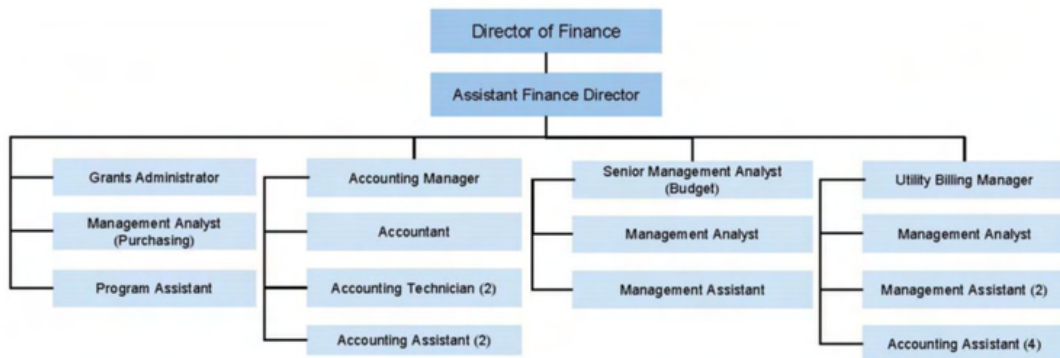 Director of Finance
Assistant Finance Director
Grants Administrator
Management Analyst
(Purchasing)
Program Assistant
Accounting Manager
Accountant
Accounting Technician (2)
Accounting Assistant (2)
Senior Management Analyst
(Budget)
Management Analyst
Management Assistant
Utility Billing Manager
Management Analyst
Management Assistant (2)
Accounting Assistant (4)